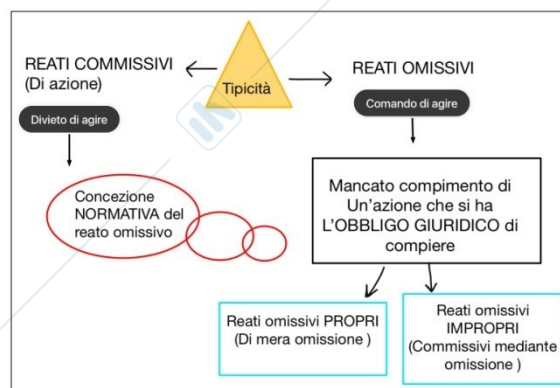 REATI COMMISSIVI
(Di azione)
Tipicità
REATI OMISSIVI
Divieto di agire
Comando di agire
Concezione
NORMATIVA del
reato omissivo
Mancato compimento di
Un'azione che si ha
L'OBBLIGO GIURIDICO di
compiere
Reati omissivi PROPRI
(Di mera omissione )
Reati omissivi
IMPROPRI
(Commissivi mediante
omissione )